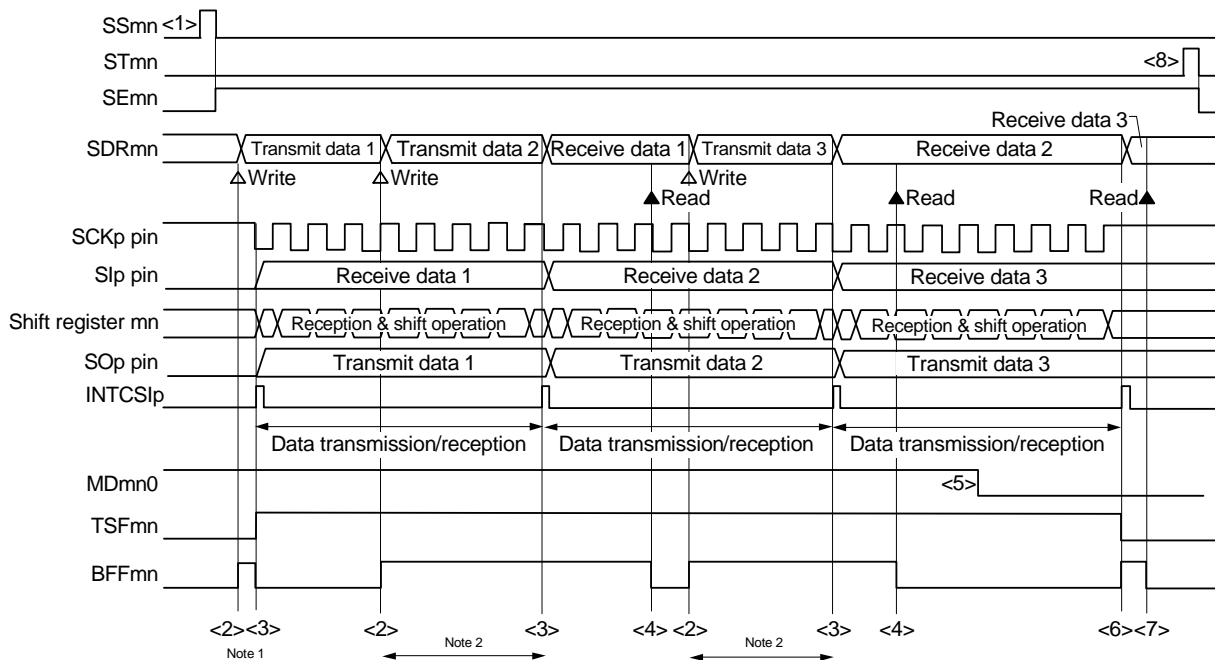 SSmn <1>
STmn <8>
SEmn
Receive data 3
SDRmn Transmit data 1 Transmit data 2 Receive data 1 Transmit data 3 Receive data 2
Write Write Write
Read Read Read
SCKp pin
SIp pin Receive data 1 Receive data 2 Receive data 3
Shift register mn Reception & shift operation Reception & shift operation Reception & shift operation
SOp pin Transmit data 1 Transmit data 2 Transmit data 3
INTCSIp
Data transmission/reception Data transmission/reception Data transmission/reception
MDmn0 <5>
TSFmn
BFFmn
<2> <3> <2> <3> <4> <2> <3> <4> <6> <7>
Note 1 Note 2 Note 2